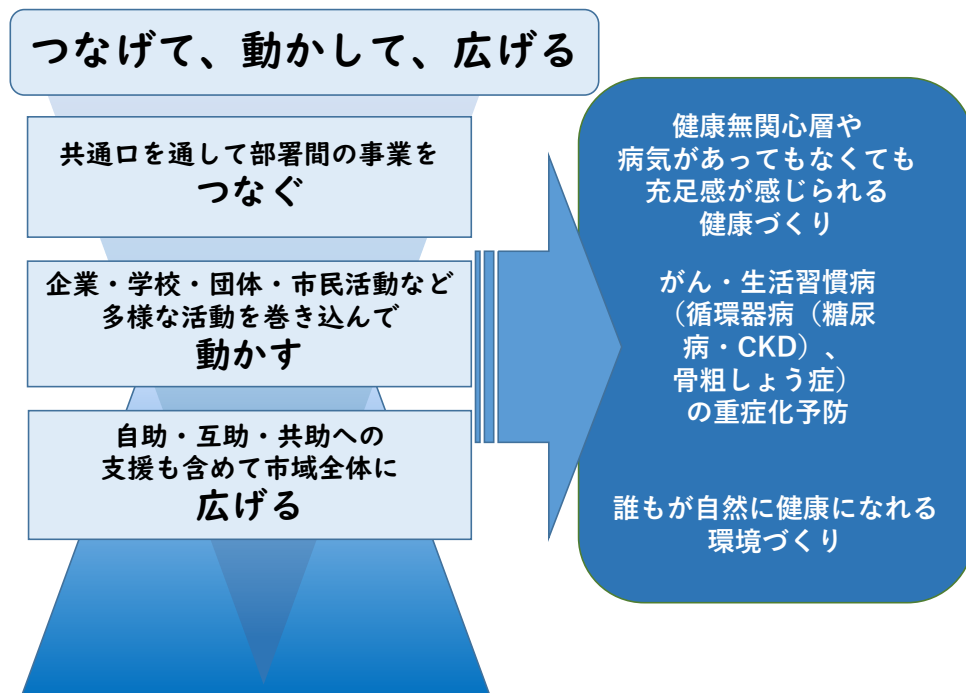 つなげて、動かして、広げる
共通口を通して部署間の事業を
つなぐ
企業・学校・団体・市民活動など
多様な活動を巻き込んで
動かす
自助・互助・共助への
支援も含めて市域全体に
広げる
健康無関心層や
病気があってもなくても
充足感が感じられる
健康づくり
がん・生活習慣病
（循環器病（糖尿
病・CKD）、
骨粗しょう症）
の重症化予防
誰もが自然に健康になれる
環境づくり